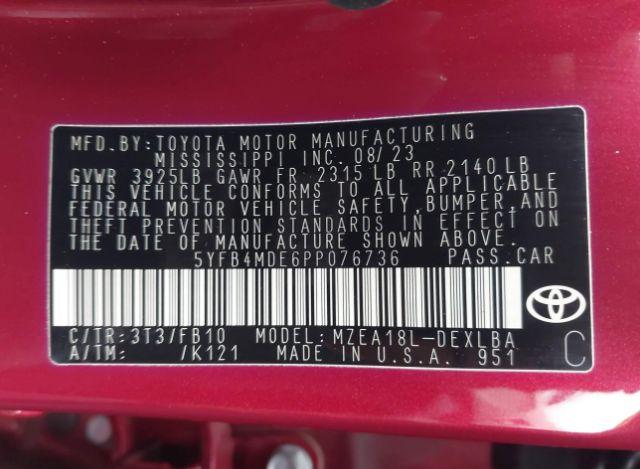 MFD.BY:TOYOTA MOTOR MANUFACTURING
MISSISSIPPI INC. 08/23
GVWR 3925LB GAWR FR 2315 LB RR 2140LB
THIS VEHICLE CONFORMS TO ALL APPLICABLE
FEDERAL MOTOR VEHICLE SAFETY,BUMPER,AND
THEFT PREVENTION STANDARDS IN EFFECT ON
THE DATE OF MANUFACTURE SHOWN ABOVE.
5YFB4MDE6PP076736 PASS.CAR
C/TR:3T3/FB10 MODEL:MZEA18L-DEXLBA
A/TM: /K121 MADE IN U.S.A. 951
C